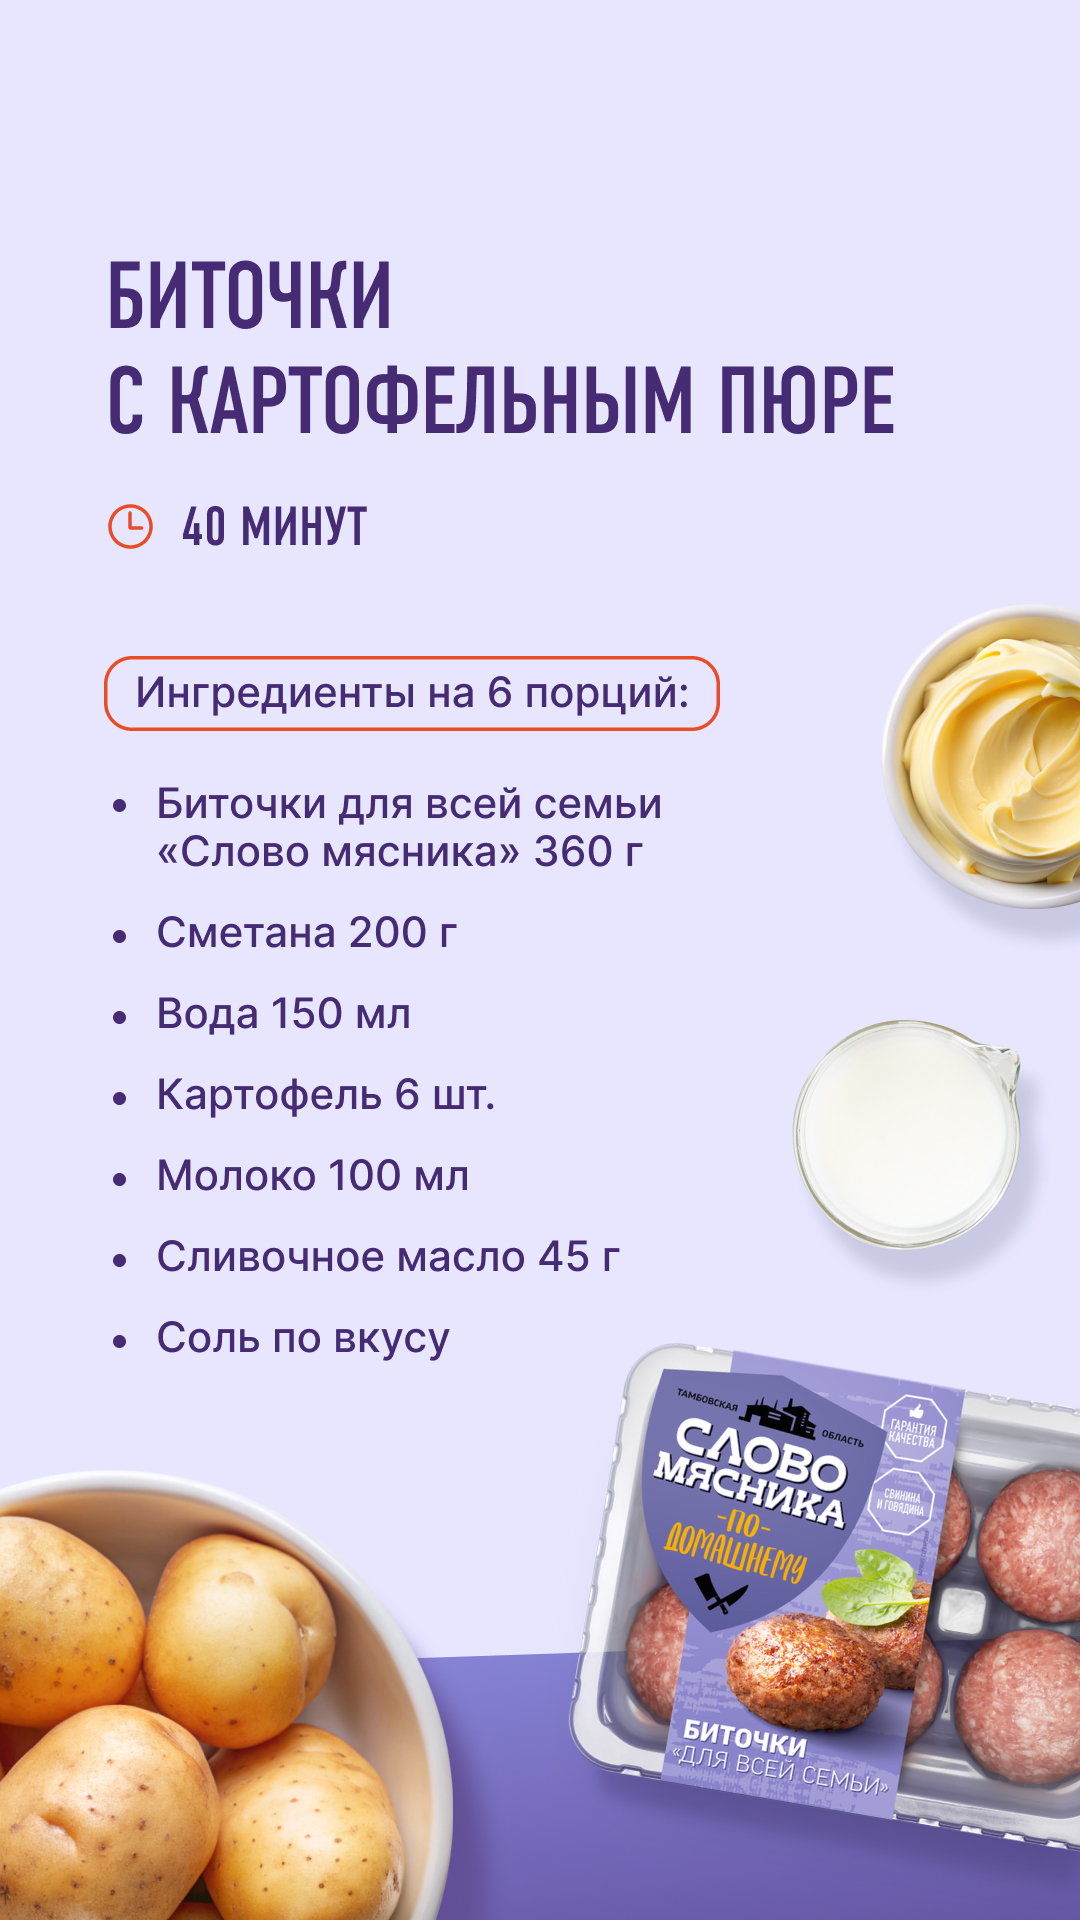 БИТОЧКИ
С КАРТОФЕЛЬНЫМ ПЮРЕ
40 МИНУТ
Ингредиенты на 6 порций:
• Биточки для всей семьи
«Слово мясника» 360 г
• Сметана 200 г
• Вода 150 мл
• Картофель 6 шт.
• Молоко 100 мл
• Сливочное масло 45 г
• Соль по вкусу
ТАМБОВСКАЯ ОБЛАСТЬ
СЛОВО
МЯСНИКА
-ПО-
ДОМАШНЕМУ
ГАРАНТИЯ
КАЧЕСТВА
СВИНИНА
И ГОВЯДИНА
БИТОЧКИ
«ДЛЯ ВСЕЙ СЕМЬИ»